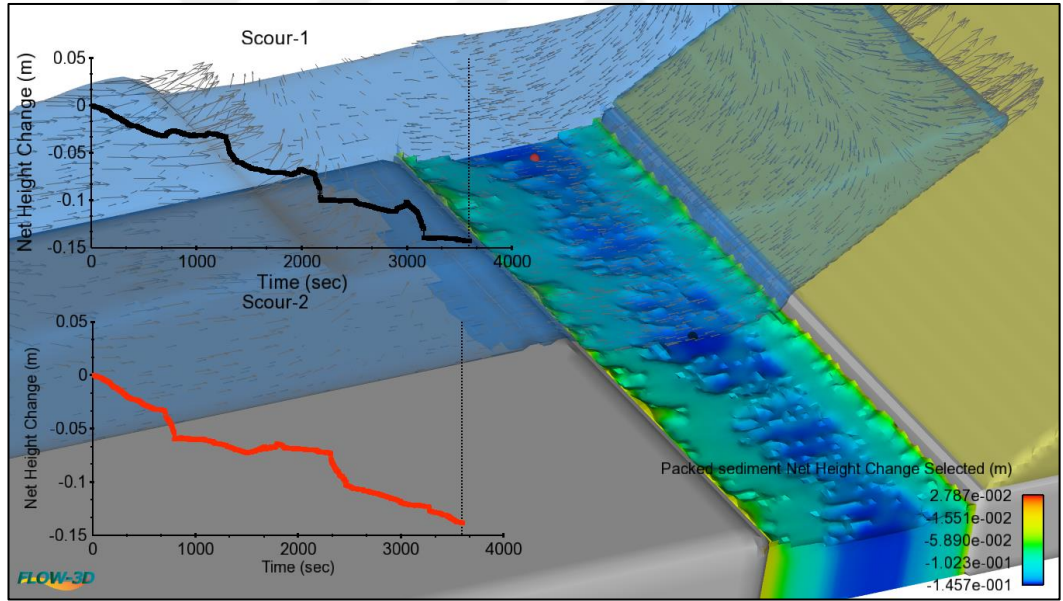 Scour-1
Net Height Change (m)
0.05
0
-0.05
-0.1
-0.15
0 1000 2000 3000 4000
Time (sec)
Scour-2
Net Height Change (m)
0.05
0
-0.05
-0.1
-0.15
0 1000 2000 3000 4000
Time (sec)
Packed sediment Net Height Change Selected (m)
2.787e-002
-1.551e-002
-5.890e-002
-1.023e-001
-1.457e-001
FLOW-3D